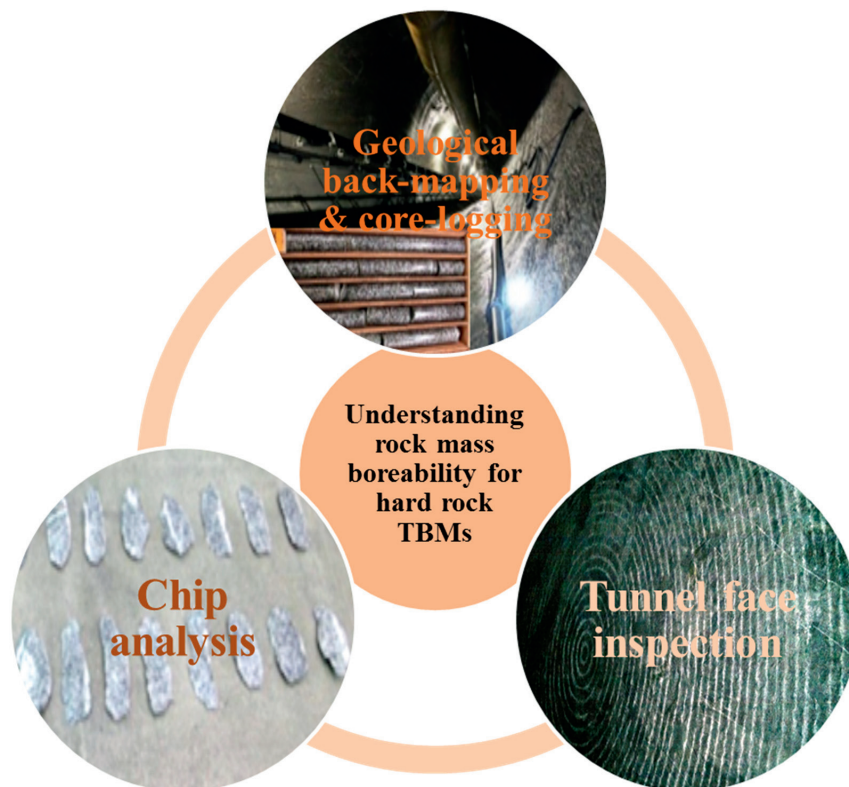 Geological
back-mapping
& core-logging
Understanding
rock mass
boreability for
hard rock
TBMs
Chip
analysis
Tunnel face
inspection